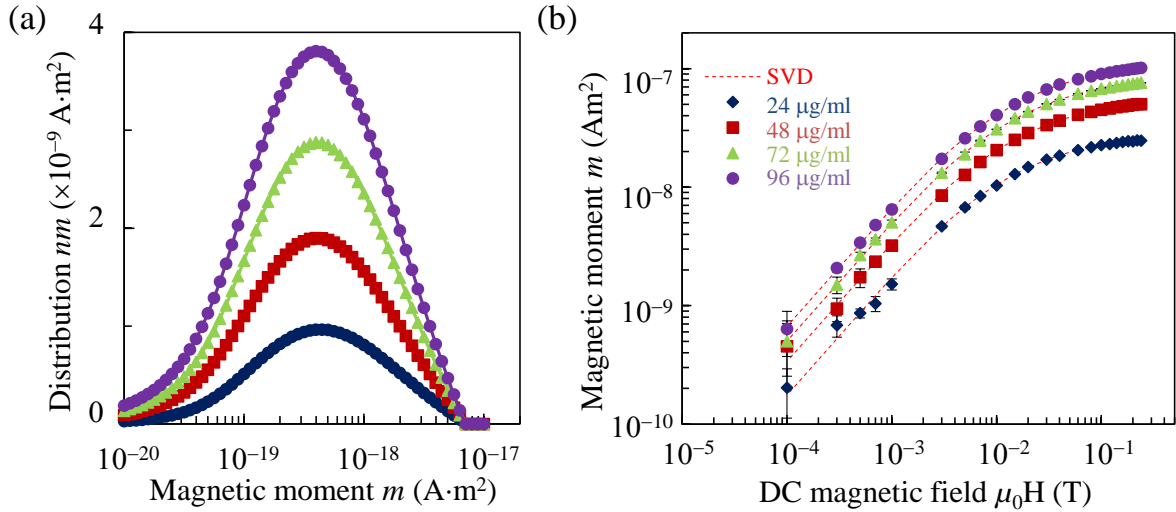 (a)
Distribution nm (×10⁻⁹ A·m²)
4
2
0
10⁻²⁰
10⁻¹⁹
10⁻¹⁸
10⁻¹⁷
Magnetic moment m (A·m²)
(b)
Magnetic moment m (Am²)
10⁻⁷
10⁻⁸
10⁻⁹
10⁻¹⁰
SVD
24 μg/ml
48 μg/ml
72 μg/ml
96 μg/ml
10⁻⁵
10⁻⁴
10⁻³
10⁻²
10⁻¹
DC magnetic field μ₀H (T)